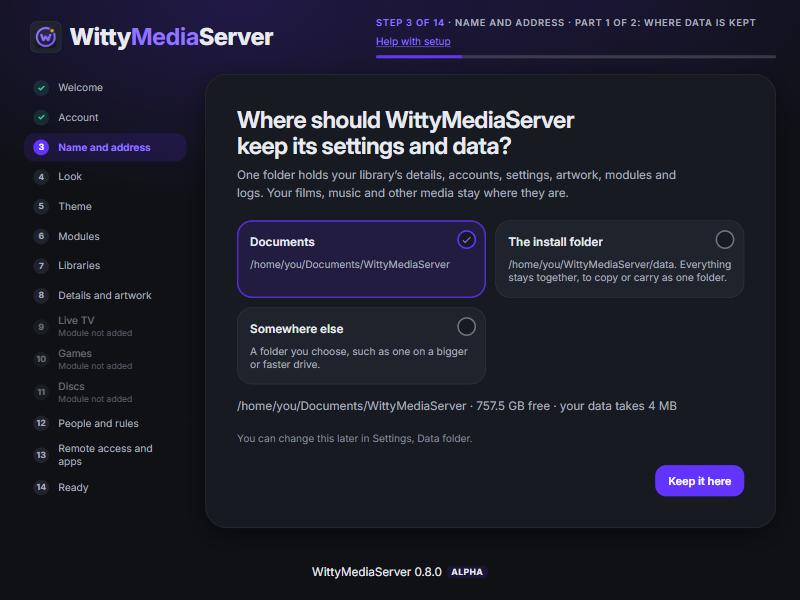 WittyMediaServer
STEP 3 OF 14 · NAME AND ADDRESS · PART 1 OF 2: WHERE DATA IS KEPT
Help with setup
Welcome
Account
3 Name and address
4 Look
5 Theme
6 Modules
7 Libraries
8 Details and artwork
9 Live TV
Module not added
10 Games
Module not added
11 Discs
Module not added
12 People and rules
13 Remote access and
apps
14 Ready
Where should WittyMediaServer
keep its settings and data?
One folder holds your library’s details, accounts, settings, artwork, modules and
logs. Your films, music and other media stay where they are.
Documents
/home/you/Documents/WittyMediaServer
The install folder
/home/you/WittyMediaServer/data. Everything
stays together, to copy or carry as one folder.
Somewhere else
A folder you choose, such as one on a bigger
or faster drive.
/home/you/Documents/WittyMediaServer · 757.5 GB free · your data takes 4 MB
You can change this later in Settings, Data folder.
Keep it here
WittyMediaServer 0.8.0 ALPHA